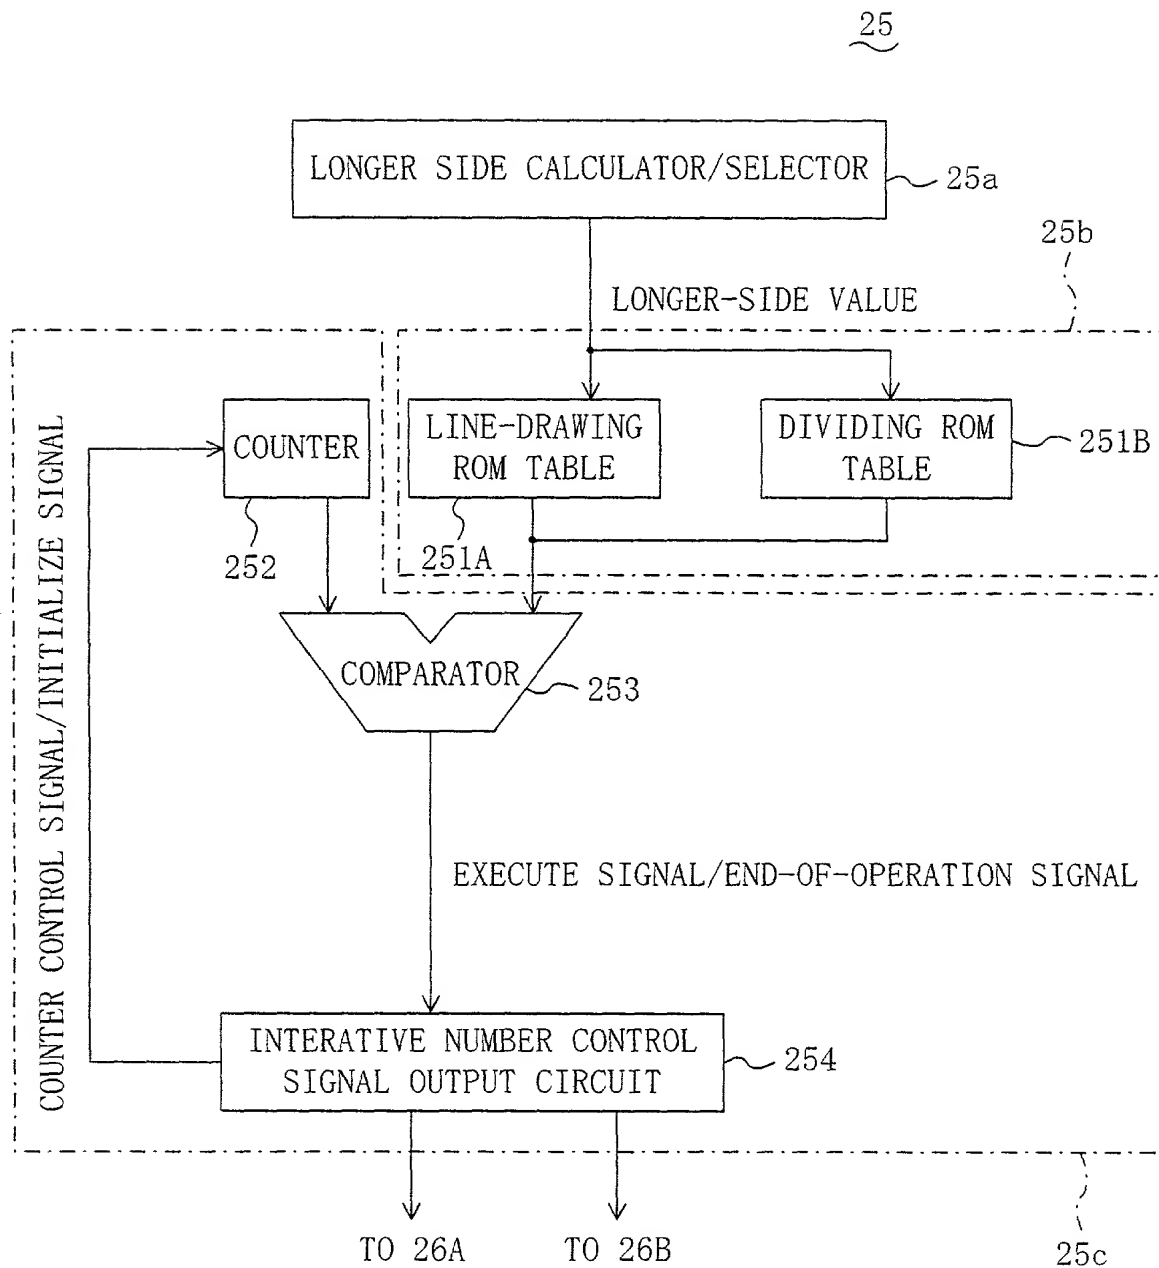 25
LONGER SIDE CALCULATOR/SELECTOR
25a
25b
LONGER-SIDE VALUE
COUNTER
LINE-DRAWING
ROM TABLE
DIVIDING ROM
TABLE
251B
252
251A
COMPARATOR
253
COUNTER CONTROL SIGNAL/INITIALIZE SIGNAL
EXECUTE SIGNAL/END-OF-OPERATION SIGNAL
INTERATIVE NUMBER CONTROL
SIGNAL OUTPUT CIRCUIT
254
TO 26A
TO 26B
25c